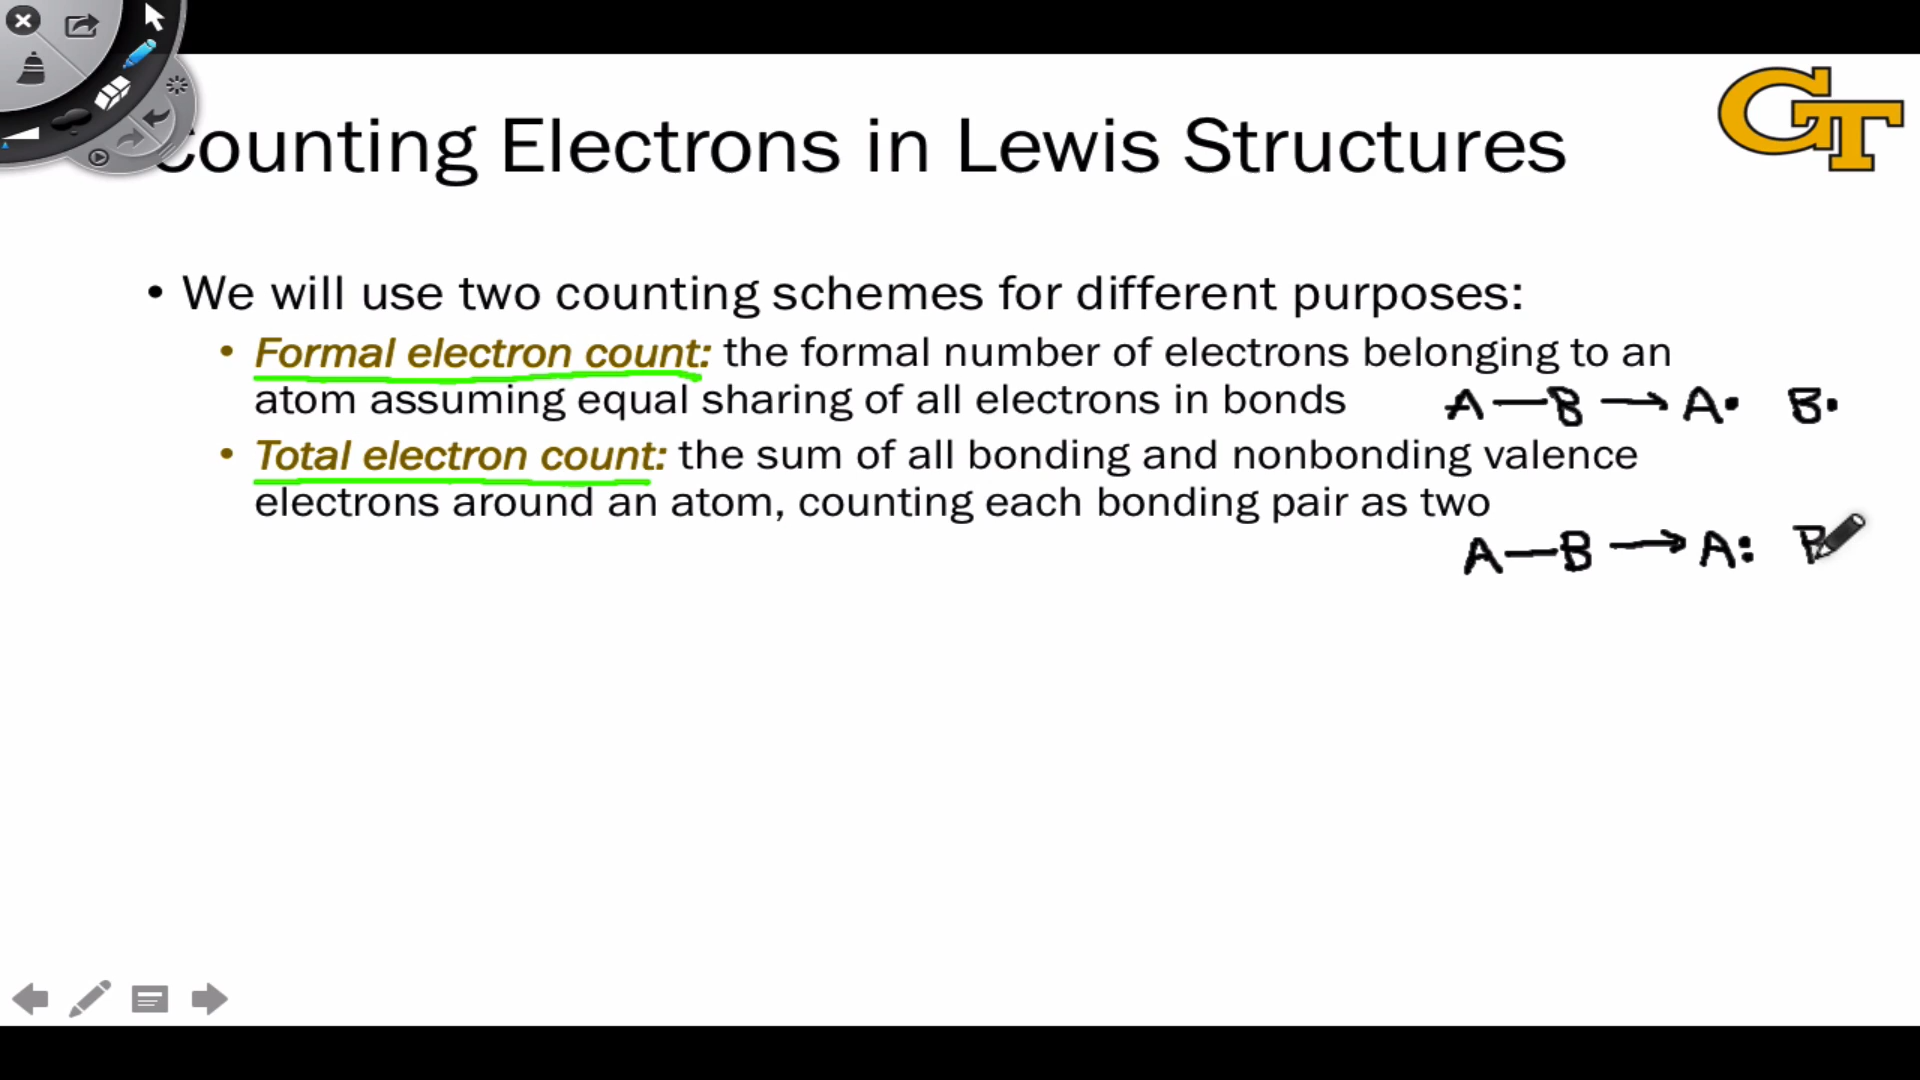 GT
Counting Electrons in Lewis Structures
• We will use two counting schemes for different purposes:
• Formal electron count: the formal number of electrons belonging to an
atom assuming equal sharing of all electrons in bonds
A—B → A• B•
• Total electron count: the sum of all bonding and nonbonding valence
electrons around an atom, counting each bonding pair as two
A—B → A: